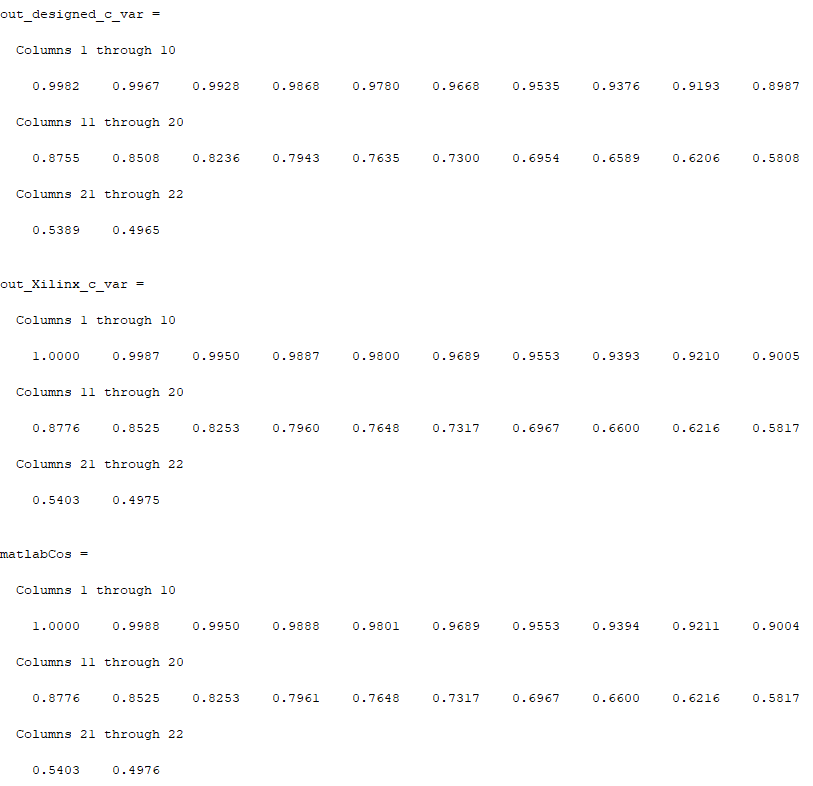 out_designed_c_var =
Columns 1 through 10
0.9982 0.9967 0.9928 0.9868 0.9780 0.9668 0.9535 0.9376 0.9193 0.8987
Columns 11 through 20
0.8755 0.8508 0.8236 0.7943 0.7635 0.7300 0.6954 0.6589 0.6206 0.5808
Columns 21 through 22
0.5389 0.4965
out_Xilinx_c_var =
Columns 1 through 10
1.0000 0.9987 0.9950 0.9887 0.9800 0.9689 0.9553 0.9393 0.9210 0.9005
Columns 11 through 20
0.8776 0.8525 0.8253 0.7960 0.7648 0.7317 0.6967 0.6600 0.6216 0.5817
Columns 21 through 22
0.5403 0.4975
matlabCos =
Columns 1 through 10
1.0000 0.9988 0.9950 0.9888 0.9801 0.9689 0.9553 0.9394 0.9211 0.9004
Columns 11 through 20
0.8776 0.8525 0.8253 0.7961 0.7648 0.7317 0.6967 0.6600 0.6216 0.5817
Columns 21 through 22
0.5403 0.4976